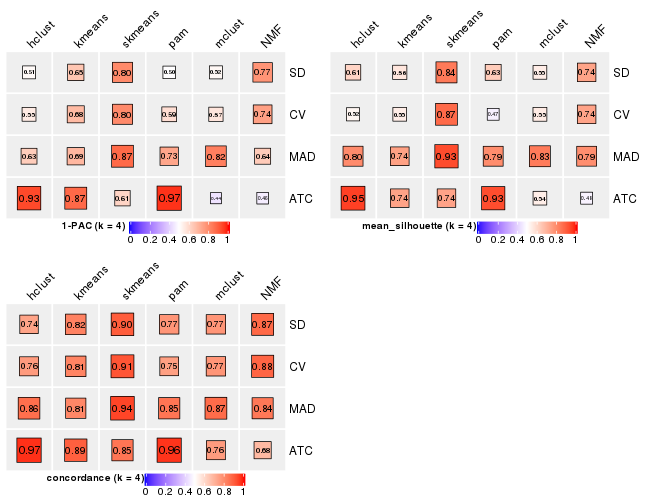 hclust kmeans skmeans pam mclust NMF
0.51 0.65 0.80 0.50 0.52 0.77 SD
0.55 0.68 0.80 0.59 0.57 0.74 CV
0.63 0.69 0.87 0.73 0.82 0.64 MAD
0.93 0.87 0.61 0.97 0.44 ATC
1-PAC (k = 4)
0 0.2 0.4 0.6 0.8 1
hclust kmeans skmeans pam mclust NMF
0.61 0.56 0.84 0.63 0.55 0.74 SD
0.52 0.55 0.87 0.47 0.55 0.74 CV
0.80 0.74 0.93 0.79 0.83 0.79 MAD
0.95 0.74 0.74 0.93 0.54 ATC
mean_silhouette (k = 4)
0 0.2 0.4 0.6 0.8 1
hclust kmeans skmeans pam mclust NMF
0.74 0.82 0.90 0.77 0.77 0.87 SD
0.76 0.81 0.91 0.75 0.77 0.88 CV
0.86 0.81 0.94 0.85 0.87 0.84 MAD
0.97 0.89 0.85 0.96 0.76 0.68 ATC
concordance (k = 4)
0 0.2 0.4 0.6 0.8 1